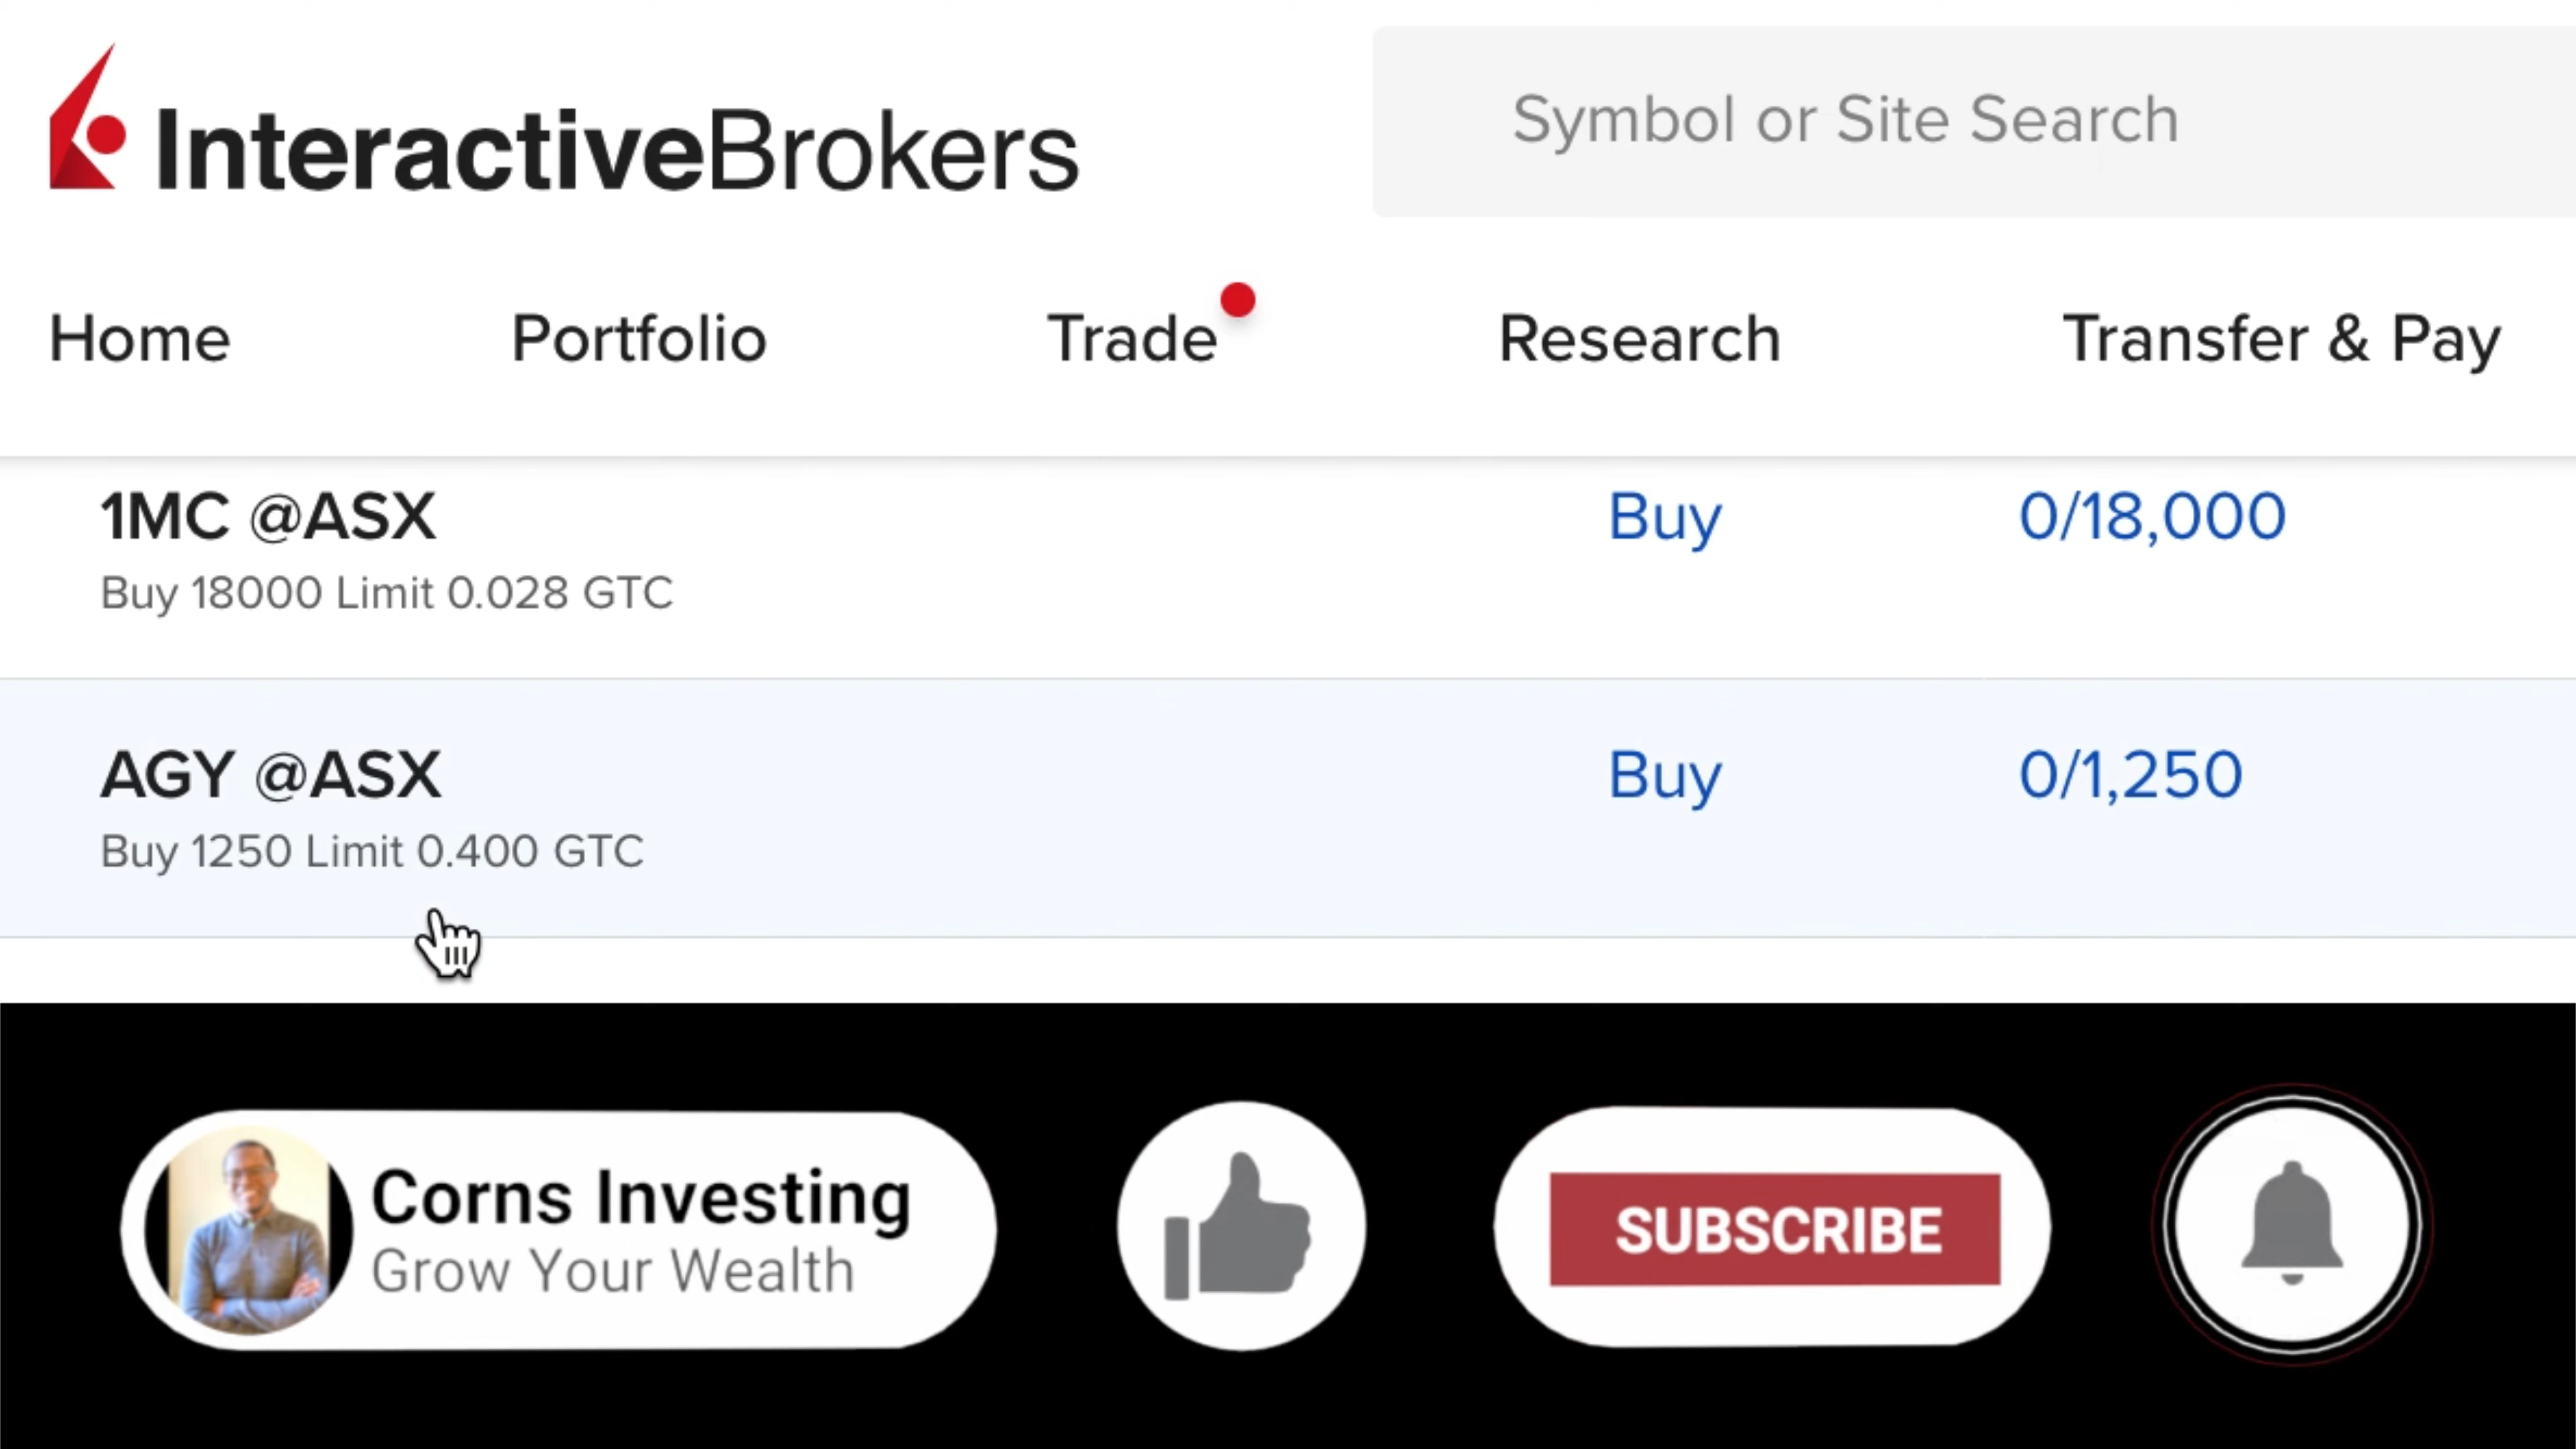 InteractiveBrokers
Symbol or Site Search
Home Portfolio Trade Research Transfer & Pay
1MC @ASX Buy 0/18,000
Buy 18000 Limit 0.028 GTC
AGY @ASX Buy 0/1,250
Buy 1250 Limit 0.400 GTC
Corns Investing
Grow Your Wealth
SUBSCRIBE